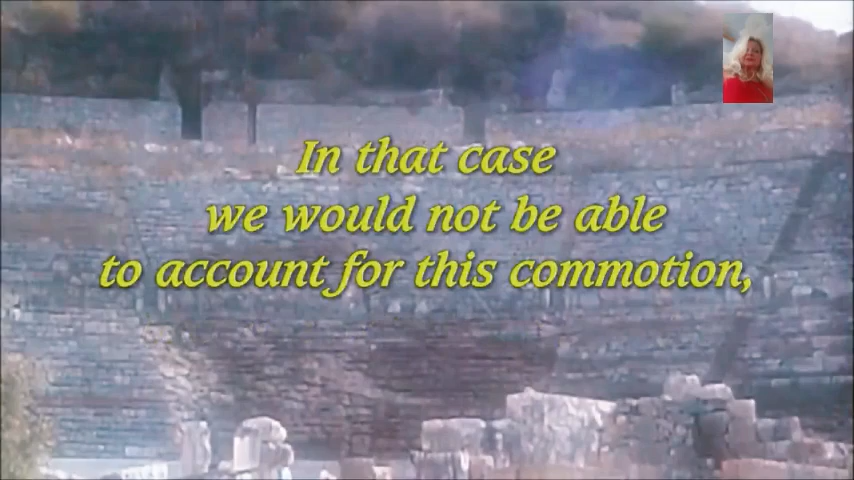 In that case
we would not be able
to account for this commotion,